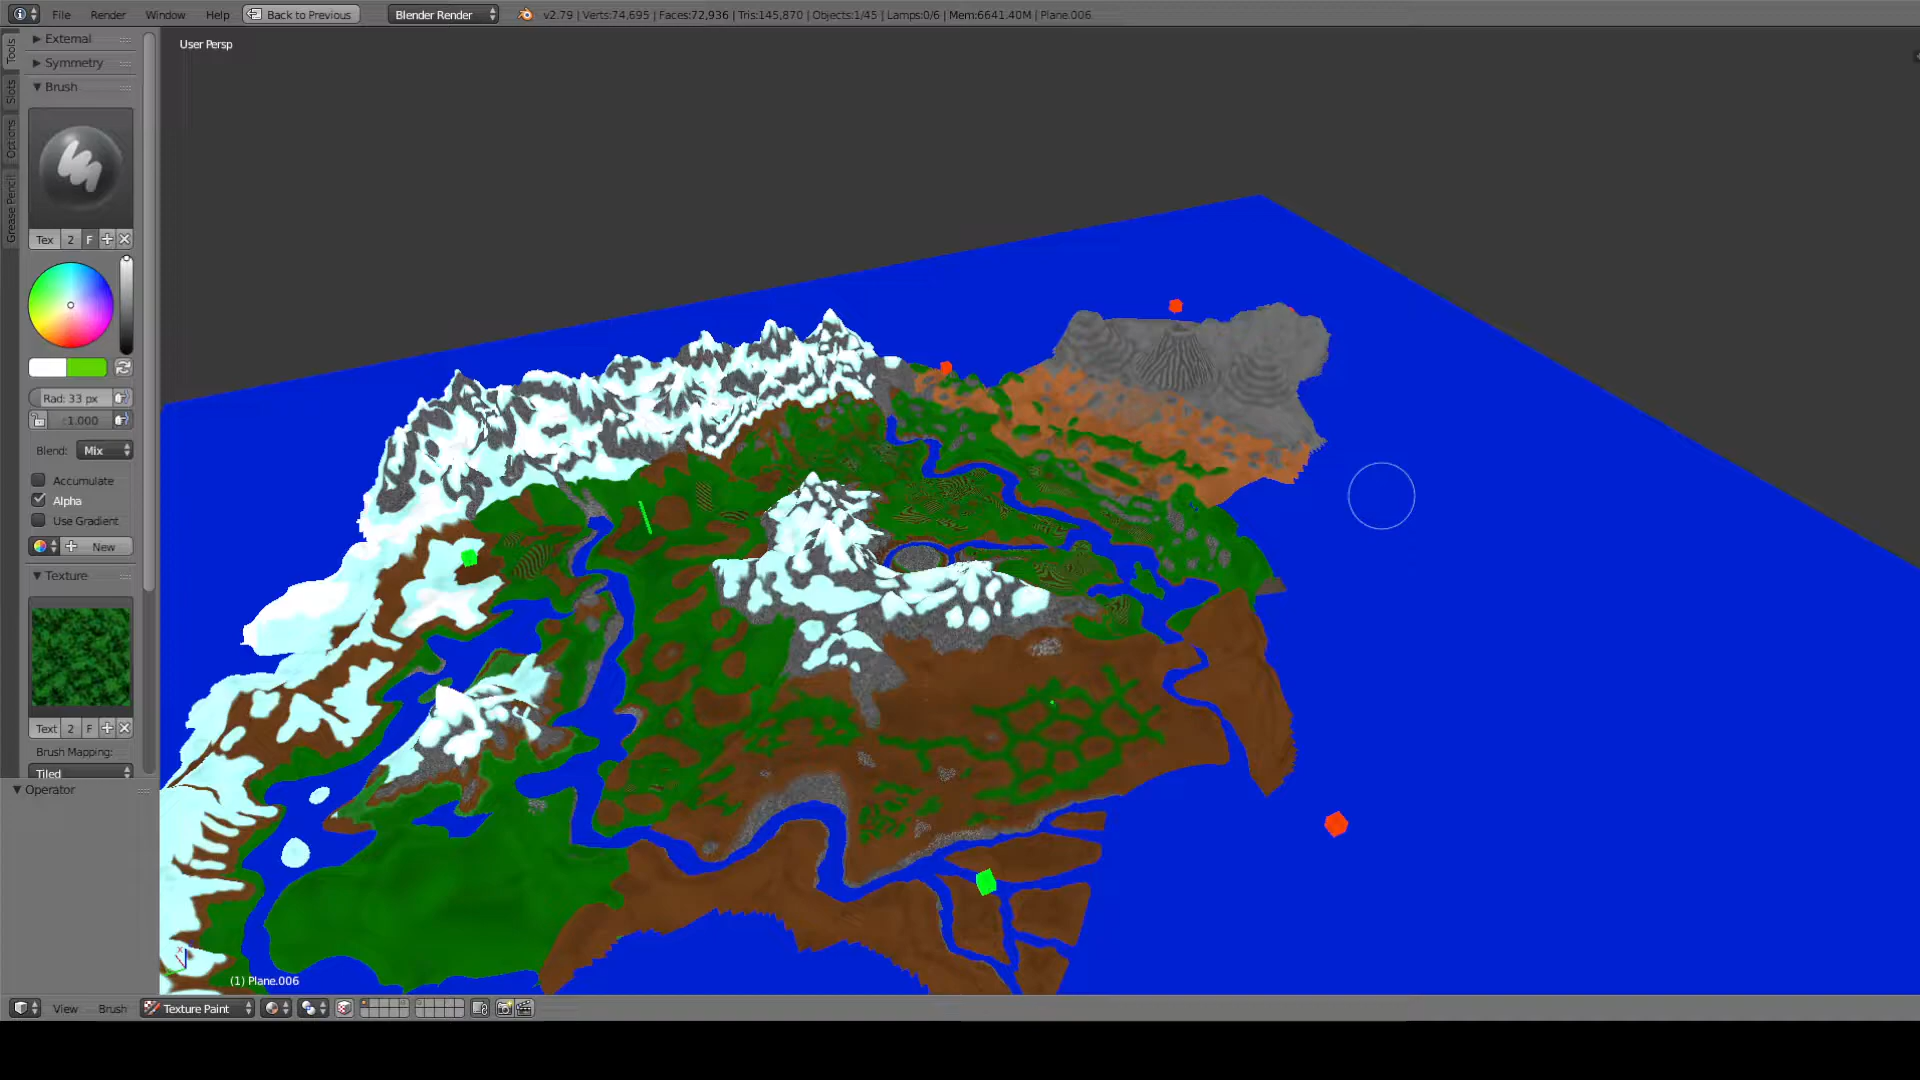 File Render Window Help Back to Previous Blender Render v2.79 | Verts:74,695 | Faces:72,936 | Tris:145,870 | Objects:1/45 | Lamps:0/6 | Mem:6641.40M | Plane.006
Tools
Slots
Options
Grease Pencil
External
Symmetry
Brush
User Persp
Tex 2 F
Rad: 33 px
1.000
Blend: Mix
Accumulate
Alpha
Use Gradient
New
Texture
Text 2 F
Brush Mapping:
Tiled
Operator
(1) Plane.006
View Brush Texture Paint